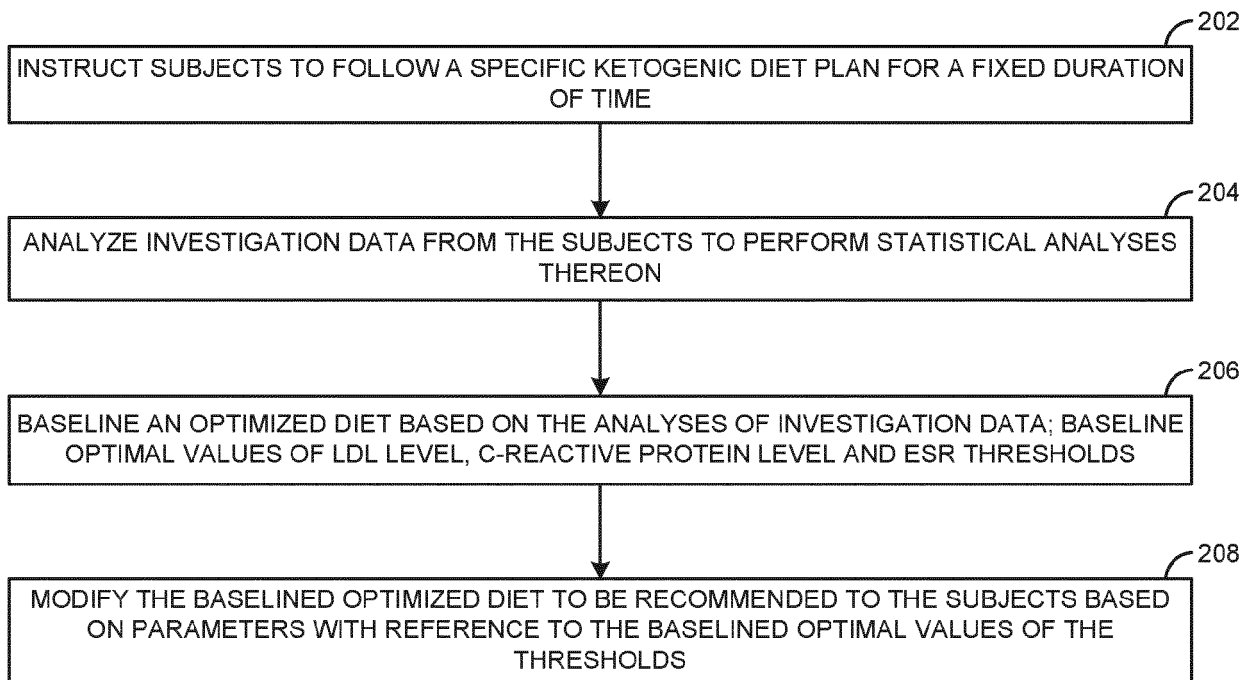 202
INSTRUCT SUBJECTS TO FOLLOW A SPECIFIC KETOGENIC DIET PLAN FOR A FIXED DURATION
OF TIME
204
ANALYZE INVESTIGATION DATA FROM THE SUBJECTS TO PERFORM STATISTICAL ANALYSES
THEREON
206
BASELINE AN OPTIMIZED DIET BASED ON THE ANALYSES OF INVESTIGATION DATA; BASELINE
OPTIMAL VALUES OF LDL LEVEL, C-REACTIVE PROTEIN LEVEL AND ESR THRESHOLDS
208
MODIFY THE BASELINED OPTIMIZED DIET TO BE RECOMMENDED TO THE SUBJECTS BASED
ON PARAMETERS WITH REFERENCE TO THE BASELINED OPTIMAL VALUES OF THE
THRESHOLDS